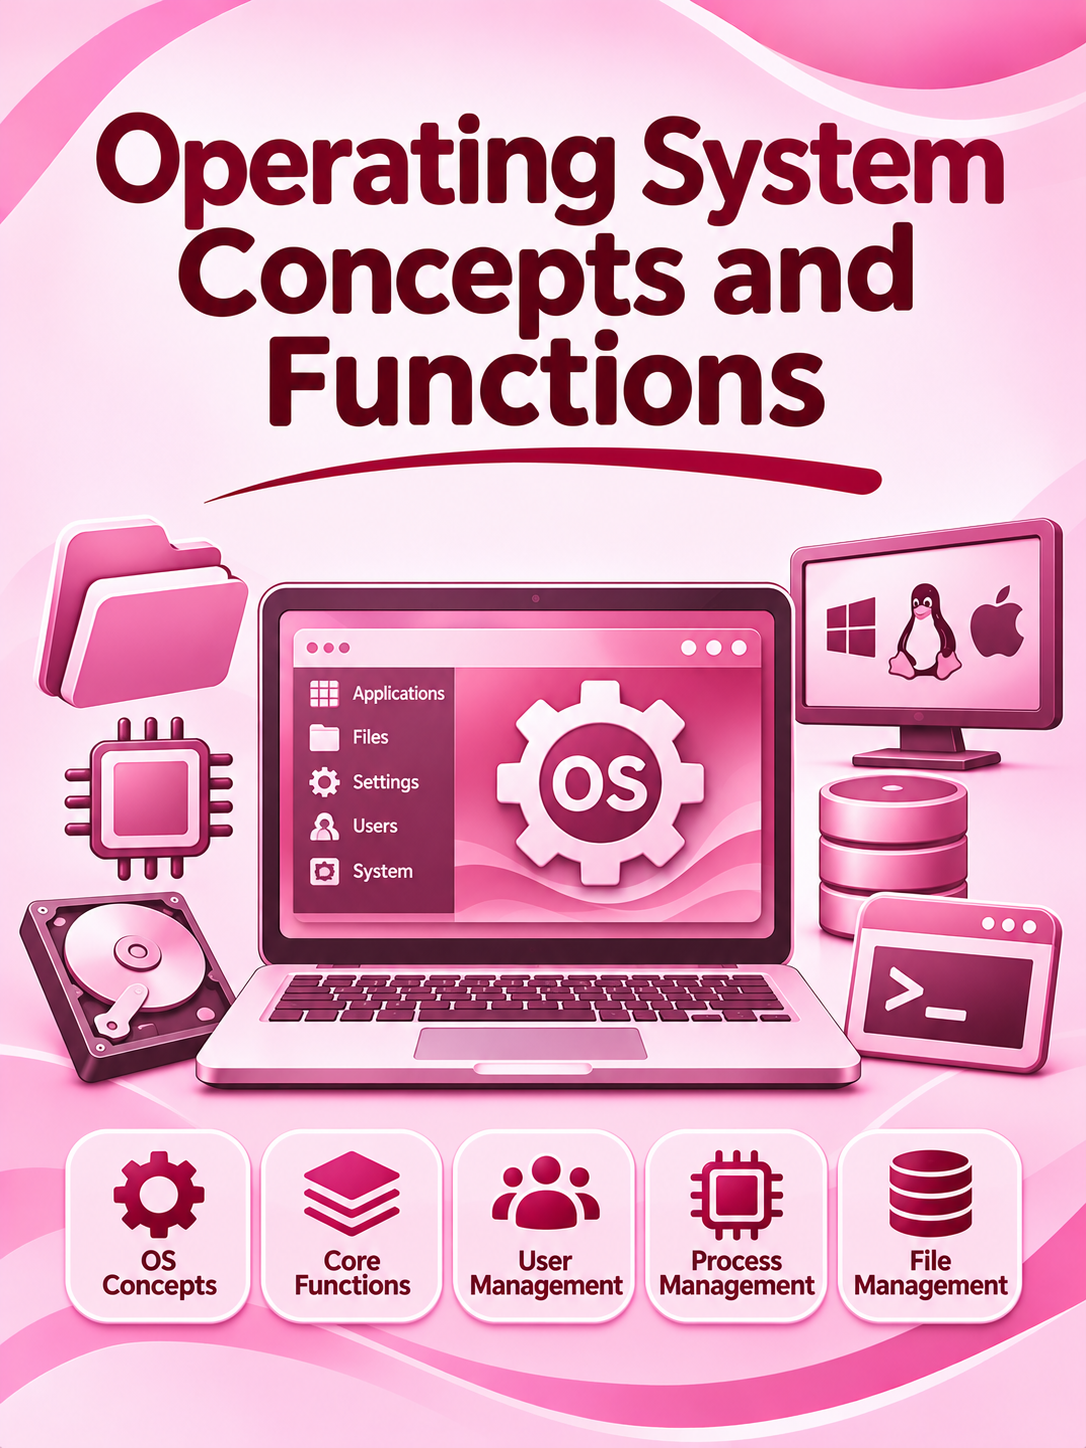 Operating System
Concepts and
Functions
Applications
Files
Settings
Users
System
OS
>_
OS
Concepts
Core
Functions
User
Management
Process
Management
File
Management